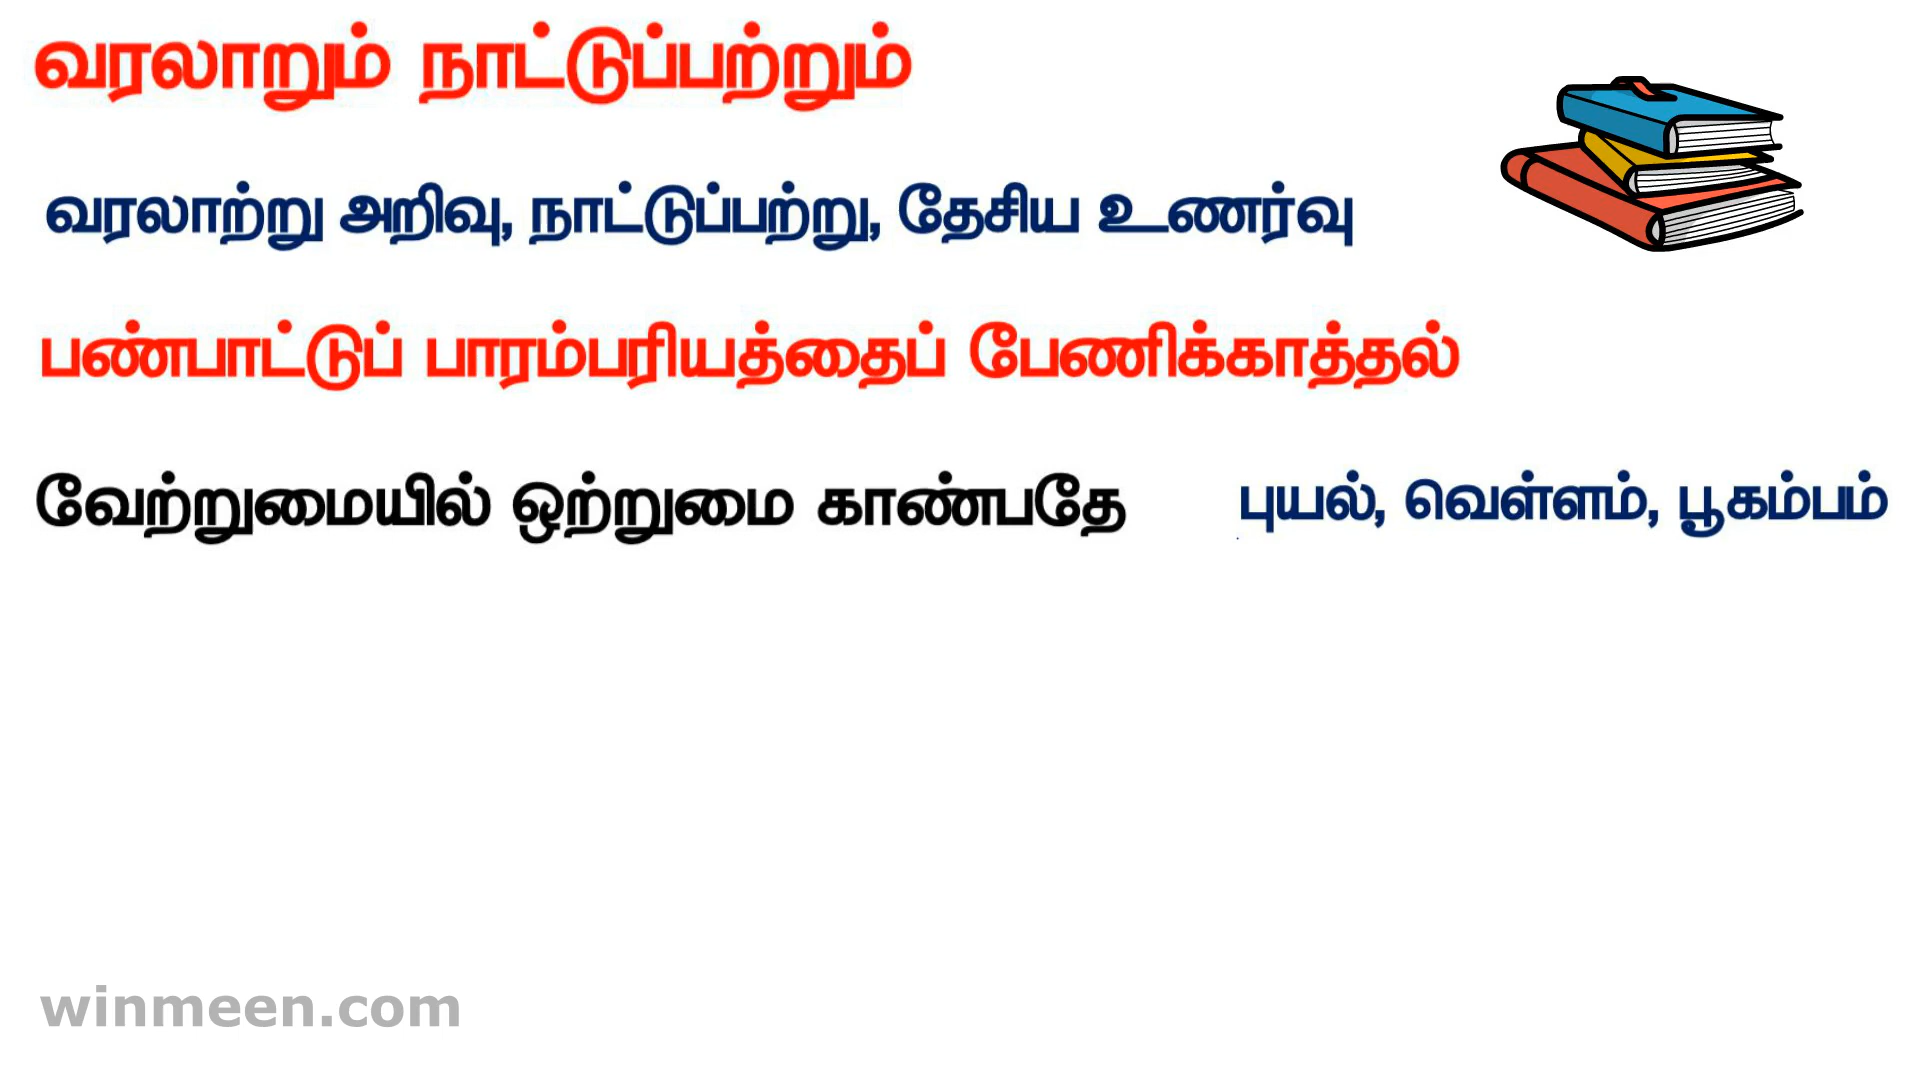 வரலாறும் நாட்டுப்பற்றும்
வரலாற்று அறிவு, நாட்டுப்பற்று, தேசிய உணர்வு
பண்பாட்டுப் பாரம்பரியத்தைப் பேணிக்காத்தல்
வேற்றுமையில் ஒற்றுமை காண்பதே
புயல், வெள்ளம், பூகம்பம்
winmeen.com